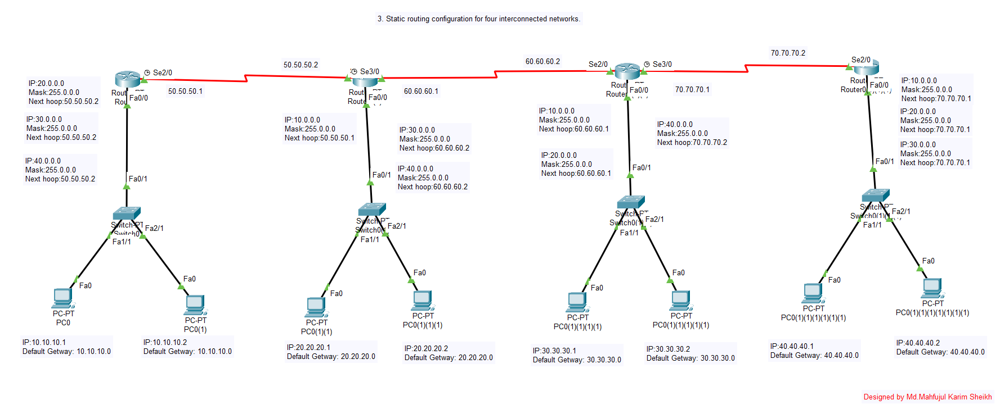 3. Static routing configuration for four interconnected networks.
70.70.70.2
50.50.50.2
60.60.60.2
Se2/0
Se3/0
Se2/0
Se3/0
Se2/0
50.50.50.1
60.60.60.1
70.70.70.1
Fa0/0
Fa0/0
Fa0/0
Fa0/0
IP:20.0.0.0
Mask:255.0.0.0
Next hoop:50.50.50.2
IP:30.0.0.0
Mask:255.0.0.0
Next hoop:50.50.50.2
IP:40.0.0.0
Mask:255.0.0.0
Next hoop:50.50.50.2
IP:10.0.0.0
Mask:255.0.0.0
Next hoop:50.50.50.1
IP:30.0.0.0
Mask:255.0.0.0
Next hoop:60.60.60.2
IP:40.0.0.0
Mask:255.0.0.0
Next hoop:60.60.60.2
IP:10.0.0.0
Mask:255.0.0.0
Next hoop:60.60.60.1
IP:20.0.0.0
Mask:255.0.0.0
Next hoop:60.60.60.1
IP:40.0.0.0
Mask:255.0.0.0
Next hoop:70.70.70.2
IP:10.0.0.0
Mask:255.0.0.0
Next hoop:70.70.70.1
IP:20.0.0.0
Mask:255.0.0.0
Next hoop:70.70.70.1
IP:30.0.0.0
Mask:255.0.0.0
Next hoop:70.70.70.1
Fa0/1
Fa0/1
Fa0/1
Fa0/1
Switch-PT
Switch0
Fa2/1
Fa1/1
Switch-PT
Fa2/1
Fa1/1
Switch-PT
Fa2/1
Fa1/1
Switch-PT
Fa2/1
Fa1/1
Fa0
Fa0
Fa0
Fa0
Fa0
Fa0
Fa0
Fa0
PC-PT
PC0
PC-PT
PC0(1)
PC-PT
PC0(1)(1)
PC-PT
PC0(1)(1)(1)
PC-PT
PC0(1)(1)(1)(1)
PC-PT
PC0(1)(1)(1)(1)(1)
PC-PT
PC0(1)(1)(1)(1)(1)(1)
PC-PT
PC0(1)(1)(1)(1)(1)(1)(1)
IP:10.10.10.1
Default Getway: 10.10.10.0
IP:10.10.10.2
Default Getway: 10.10.10.0
IP:20.20.20.1
Default Getway: 20.20.20.0
IP:20.20.20.2
Default Getway: 20.20.20.0
IP:30.30.30.1
Default Getway: 30.30.30.0
IP:30.30.30.2
Default Getway: 30.30.30.0
IP:40.40.40.1
Default Getway: 40.40.40.0
IP:40.40.40.2
Default Getway: 40.40.40.0
Designed by Md.Mahfujul Karim Sheikh